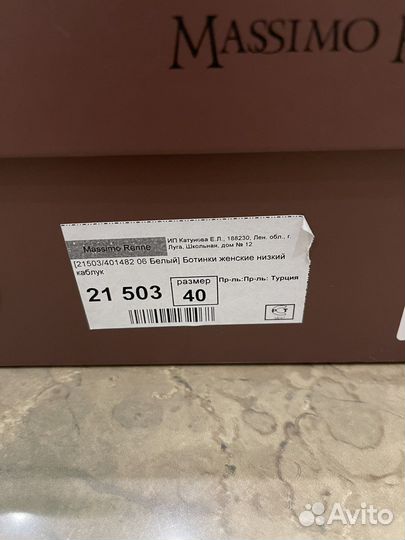 MASSIMO
Massimo Renne
ИП Катунова Е.Л., 188230, Лен. обл., г.
Луга, Школьная, дом № 12
[21503/401482 06 Белый] Ботинки женские низкий
каблук
21 503
размер
40
Пр-ль:Пр-ль: Турция
Avito